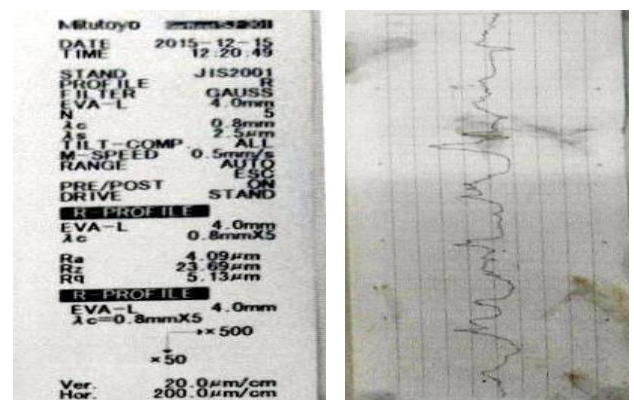 Mitutoyo
DATE 2015-12-15
TIME 12:20:49
STAND JIS2001
PROFILE R
FILTER GAUSS
EVA-L 4.0mm
N 5
λc 0.8mm
λs 2.5μm
TILT-COMP. ALL
M-SPEED 0.5mm/s
RANGE AUTO
ESC
PRE/POST ON
DRIVE STAND
R-PROFILE
EVA-L 4.0mm
λc 0.8mmX5
Ra 4.09μm
Rz 23.69μm
Rq 5.13μm
R-PROFILE
EVA-L 4.0mm
λc=0.8mmX5
×500
×50
Ver. 20.0μm/cm
Hor. 200.0μm/cm